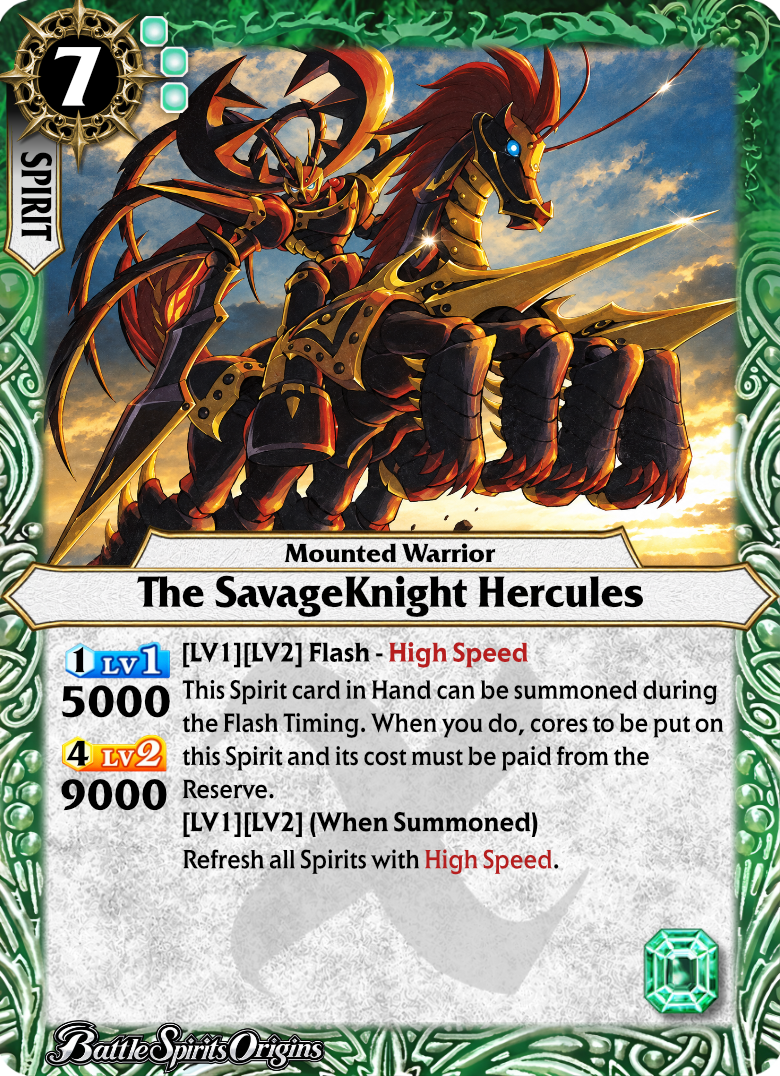 7
SPIRIT
Mounted Warrior
The SavageKnight Hercules
1 LV1
5000
4 LV2
9000
[LV1][LV2] Flash - High Speed
This Spirit card in Hand can be summoned during
the Flash Timing. When you do, cores to be put on
this Spirit and its cost must be paid from the
Reserve.
[LV1][LV2] (When Summoned)
Refresh all Spirits with High Speed.
Battle Spirits Origins